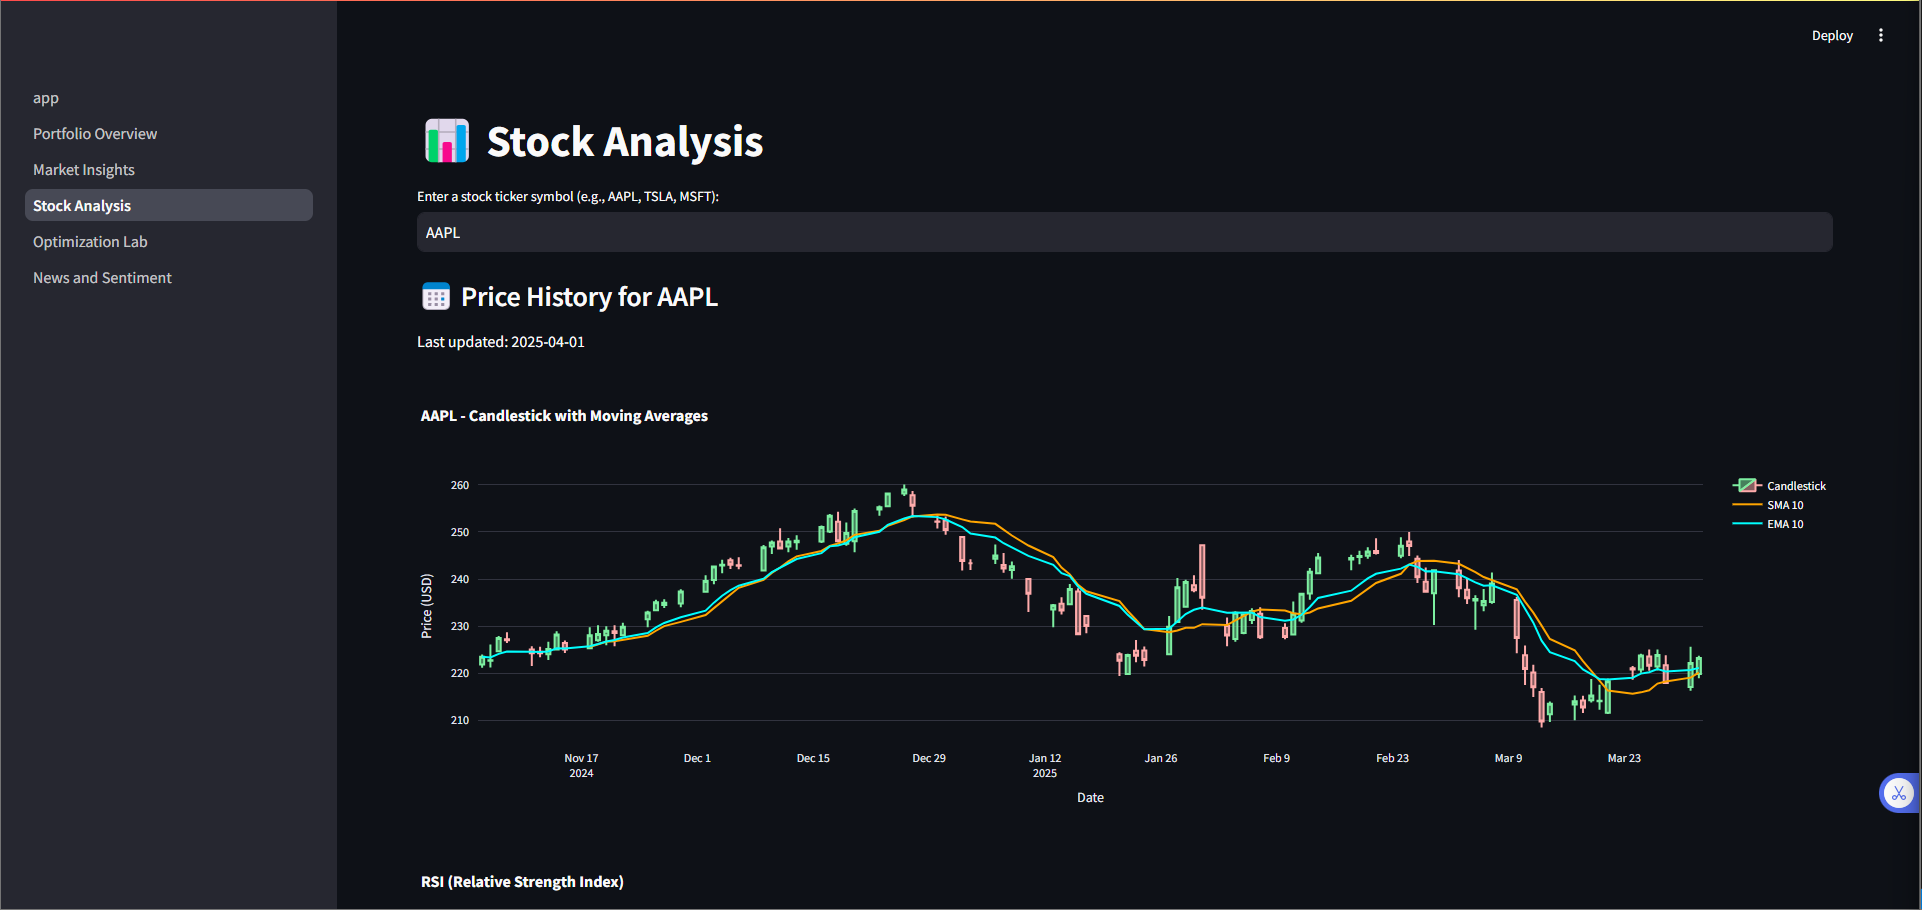 Deploy
app
Portfolio Overview
Market Insights
Stock Analysis
Optimization Lab
News and Sentiment
Stock Analysis
Enter a stock ticker symbol (e.g., AAPL, TSLA, MSFT):
AAPL
Price History for AAPL
Last updated: 2025-04-01
AAPL - Candlestick with Moving Averages
Candlestick
SMA 10
EMA 10
Price (USD)
260
250
240
230
220
210
Nov 17 Dec 1 Dec 15 Dec 29 Jan 12 Jan 26 Feb 9 Feb 23 Mar 9 Mar 23
2024 2025
Date
RSI (Relative Strength Index)